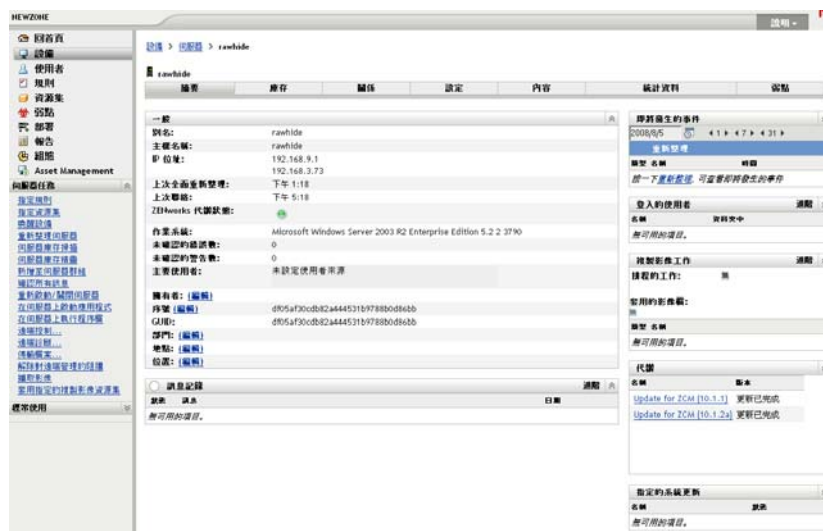 NEWZONE
說明
回首頁
設備
使用者
規則
資源集
弱點
部署
報告
組態
Asset Management
伺服器任務
指定規則
指定資源集
喚醒設備
重新整理伺服器
伺服器庫存掃描
伺服器庫存精靈
新增至伺服器群組
確認所有訊息
重新啟動/關閉伺服器
在伺服器上啟動應用程式
在伺服器上執行程序檔
遠端控制...
遠端診斷...
傳輸檔案...
解除對遠端管理的阻擋
擷取影像
套用指定的複製影像資源集
經常使用
設備 > 伺服器 > rawhide
rawhide
摘要 庫存 關係 設定 內容 統計資料 弱點
一般
別名: rawhide
主機名稱: rawhide
IP 位址: 192.168.9.1
192.168.3.73
上次全面重新整理: 下午 1:18
上次聯絡: 下午 5:18
ZENworks 代理狀態:
作業系統: Microsoft Windows Server 2003 R2 Enterprise Edition 5.2 2 3790
未確認的錯誤數: 0
未確認的警告數: 0
主要使用者: 未設定使用者來源
擁有者: (編輯)
序號 (編輯) df05af30cdb82a444531b9788b0d86bb
GUID: df05af30cdb82a444531b9788b0d86bb
部門: (編輯)
地點: (編輯)
位置: (編輯)
訊息記錄 進階
狀態 訊息 日期
無可用的項目。
即將發生的事件
2008/8/5 1 7 31
重新整理
類型 名稱 時間
按一下重新整理, 可查看即將發生的事件
登入的使用者 進階
名稱 資料夾中
無可用的項目。
複製影像工作 進階
排程的工作: 無
套用的影像檔:
無
類型 名稱
無可用的項目。
代理
名稱 版本
Update for ZCM (10.1.1) 更新已完成
Update for ZCM (10.1.2a) 更新已完成
指定的系統更新
名稱 狀態
無可用的項目。